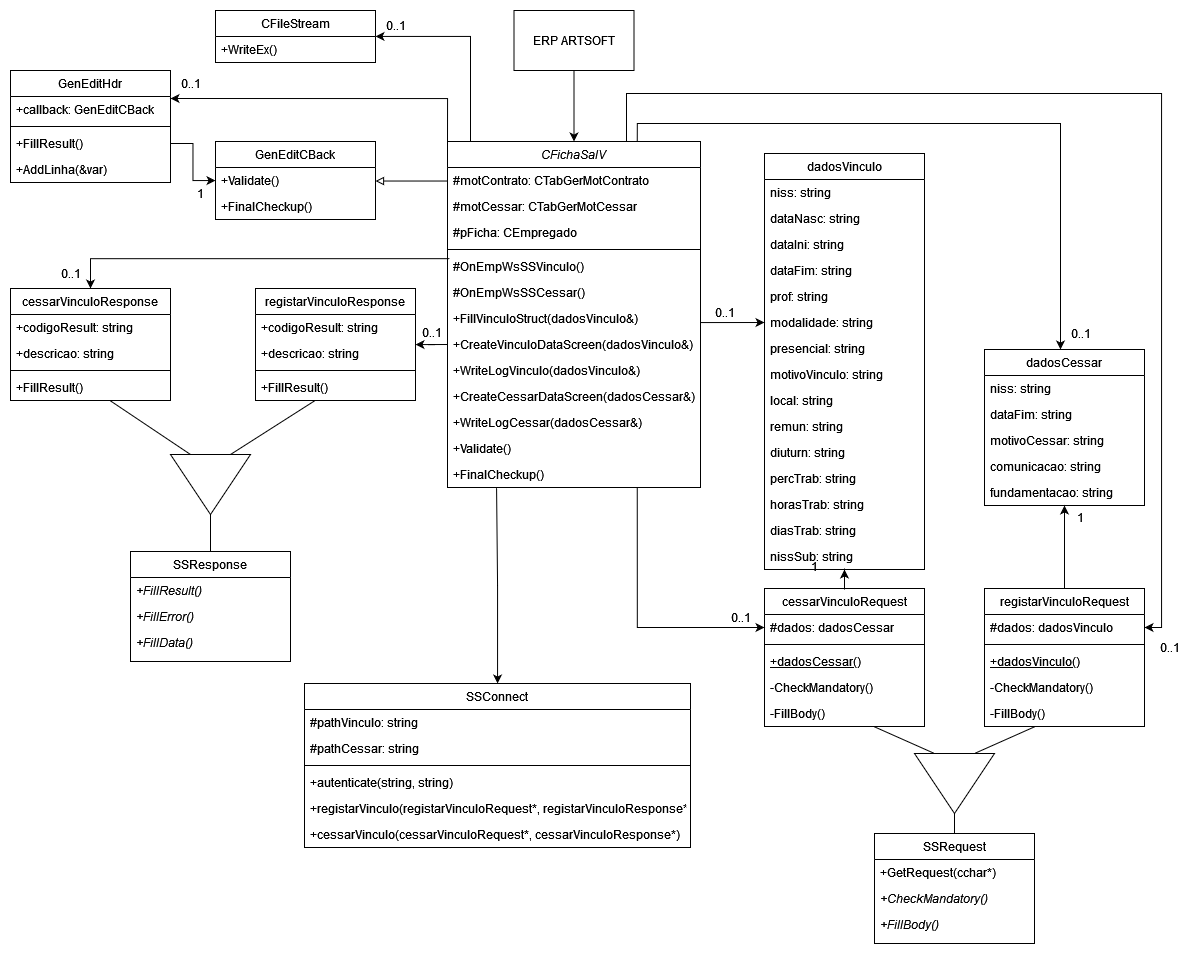 CFileStream
+WriteEx()
0..1
ERP ARTSOFT
GenEditHdr
+callback: GenEditCBack
+FillResult()
+AddLinha(&var)
0..1
1
GenEditCBack
+Validate()
+FinalCheckup()
CFichaSalV
#motContrato: CTabGerMotContrato
#motCessar: CTabGerMotCessar
#pFicha: CEmpregado
#OnEmpWsSSVinculo()
#OnEmpWsSSCessar()
+FillVinculoStruct(dadosVinculo&)
+CreateVinculoDataScreen(dadosVinculo&)
+WriteLogVinculo(dadosVinculo&)
+CreateCessarDataScreen(dadosCessar&)
+WriteLogCessar(dadosCessar&)
+Validate()
+FinalCheckup()
0..1
dadosVinculo
niss: string
dataNasc: string
dataIni: string
dataFim: string
prof: string
modalidade: string
presencial: string
motivoVinculo: string
local: string
remun: string
diuturn: string
percTrab: string
horasTrab: string
diasTrab: string
nissSub: string
1
0..1
dadosCessar
niss: string
dataFim: string
motivoCessar: string
comunicacao: string
fundamentacao: string
1
0..1
cessarVinculoResponse
+codigoResult: string
+descricao: string
+FillResult()
registarVinculoResponse
+codigoResult: string
+descricao: string
+FillResult()
0..1
SSResponse
+FillResult()
+FillError()
+FillData()
SSConnect
#pathVinculo: string
#pathCessar: string
+autenticate(string, string)
+registarVinculo(registarVinculoRequest*, registarVinculoResponse*
+cessarVinculo(cessarVinculoRequest*, cessarVinculoResponse*)
0..1
cessarVinculoRequest
#dados: dadosCessar
+dadosCessar()
-CheckMandatory()
-FillBody()
registarVinculoRequest
#dados: dadosVinculo
+dadosVinculo()
-CheckMandatory()
-FillBody()
0..1
SSRequest
+GetRequest(cchar*)
+CheckMandatory()
+FillBody()